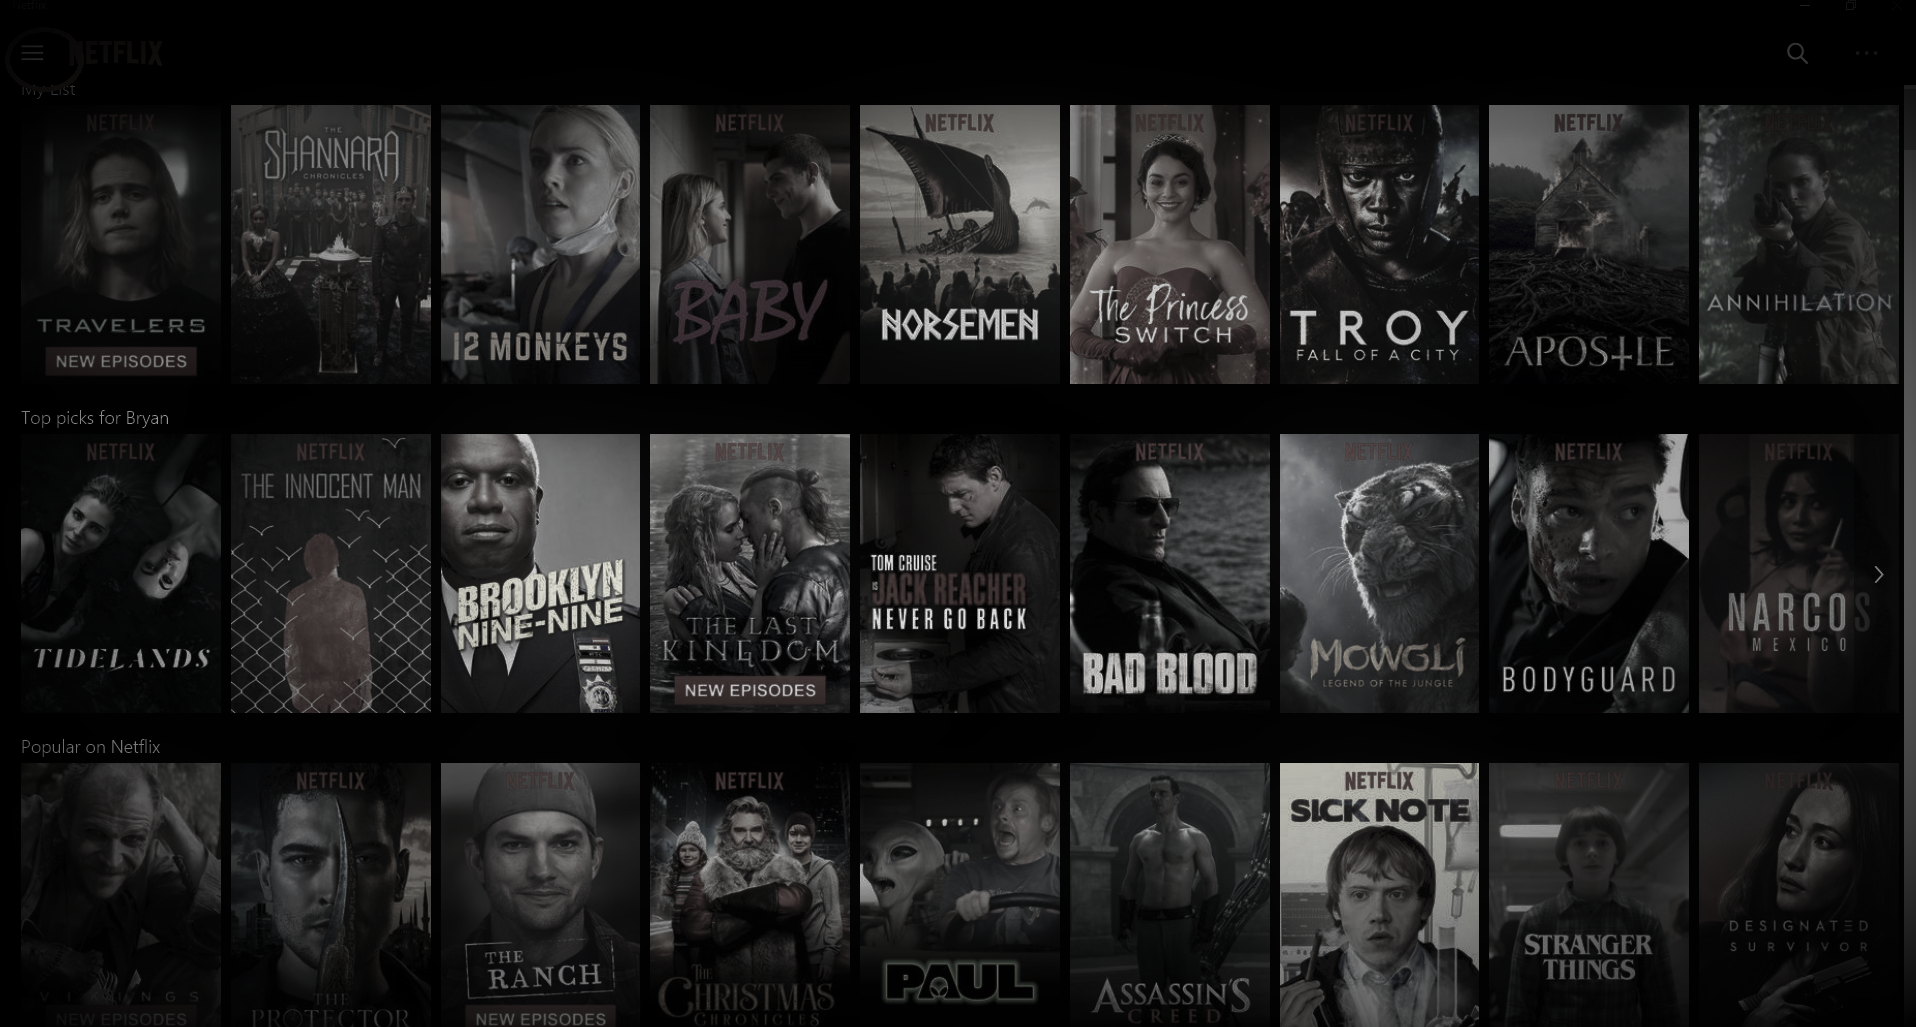 Netflix
NETFLIX
My List
NETFLIX
TRAVELERS
NEW EPISODES
THE
SHANNARA
CHRONICLES
12 MONKEYS
NETFLIX
BABY
NETFLIX
NORSEMEN
NETFLIX
The Princess
SWITCH
NETFLIX
TROY
FALL OF A CITY
NETFLIX
APOSTLE
NETFLIX
ANNIHILATION
Top picks for Bryan
NETFLIX
TIDELANDS
NETFLIX
THE INNOCENT MAN
BROOKLYN
NINE-NINE
NETFLIX
THE LAST
KINGDOM
NEW EPISODES
TOM CRUISE
IS
JACK REACHER
NEVER GO BACK
NETFLIX
BAD BLOOD
NETFLIX
MOWGLI
LEGEND OF THE JUNGLE
NETFLIX
BODYGUARD
NETFLIX
NARCOS
MEXICO
Popular on Netflix
VIKINGS
NEW EPISODES
NETFLIX
THE
PROTECTOR
NETFLIX
THE
RANCH
NEW EPISODES
NETFLIX
THE
CHRISTMAS
CHRONICLES
PAUL
ASSASSIN'S
CREED
NETFLIX
SICK NOTE
NETFLIX
STRANGER
THINGS
NETFLIX
DESIGNATED
SURVIVOR